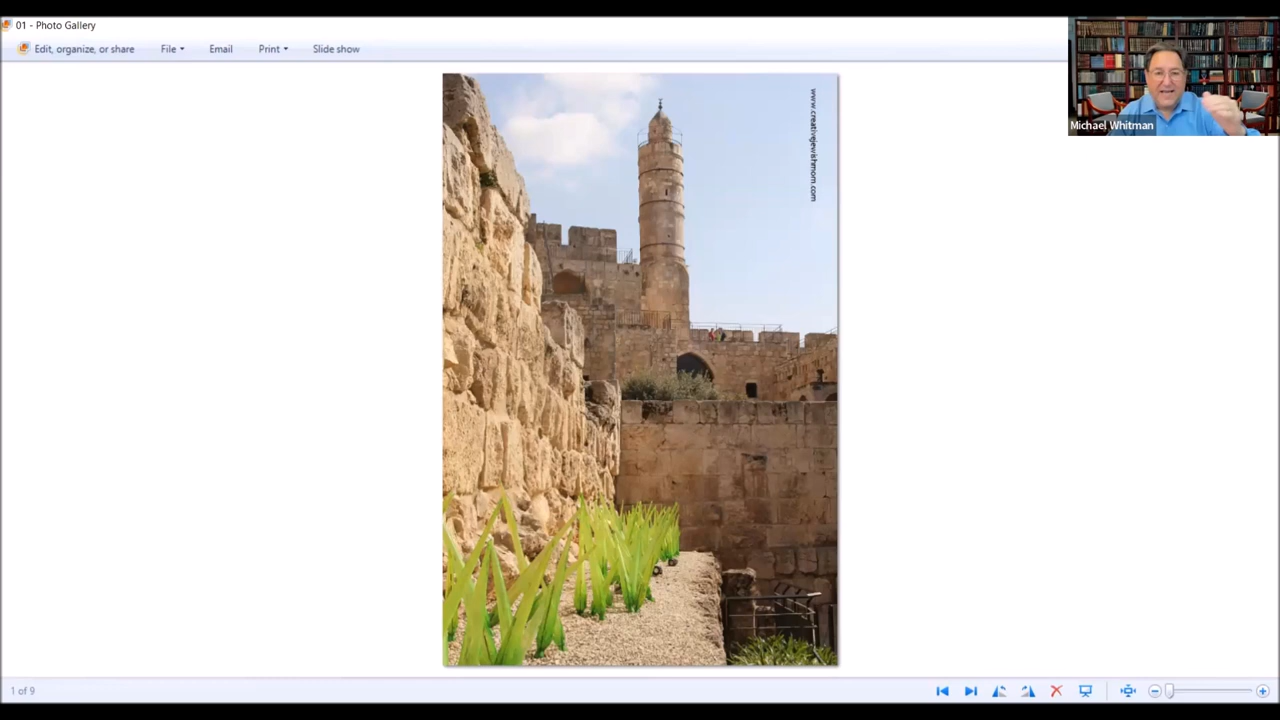 01 - Photo Gallery
Edit, organize, or share
File
Email
Print
Slide show
www.creativejewishmom.com
Michael Whitman
1 of 9